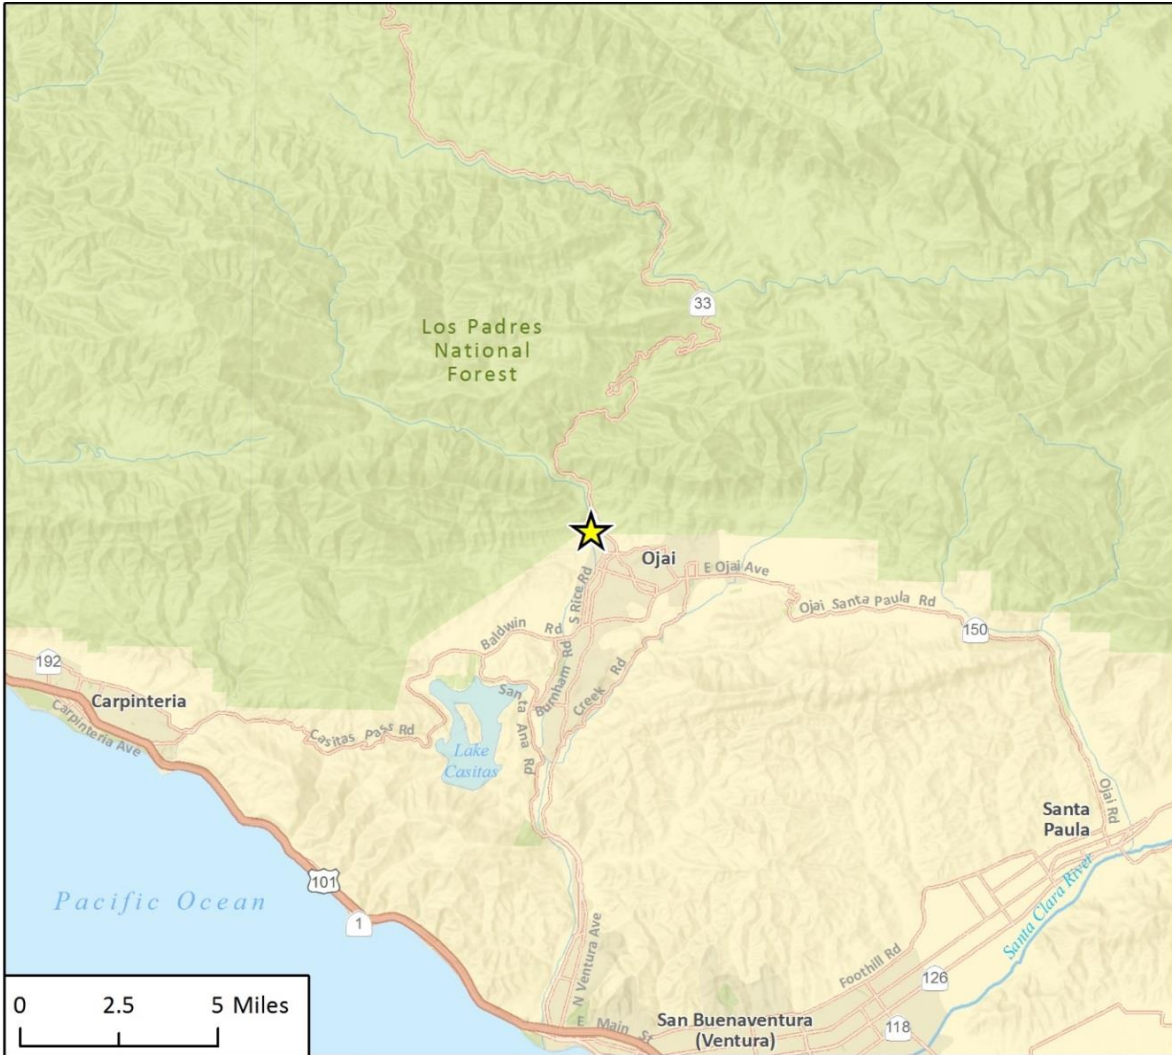 33
Los Padres
National
Forest
Ojai
E Ojai Ave
S Rice Rd
Ojai Santa Paula Rd
150
Baldwin Rd
Burnham Rd
Creek Rd
192
Carpinteria
Carpinteria Ave
Casitas Pass Rd
Santa Ana Rd
Lake
Casitas
Ojai Rd
Santa
Paula
Santa Clara River
101
1
Pacific Ocean
N Ventura Ave
Foothill Rd
126
118
E Main St
San Buenaventura
(Ventura)
0 2.5 5 Miles